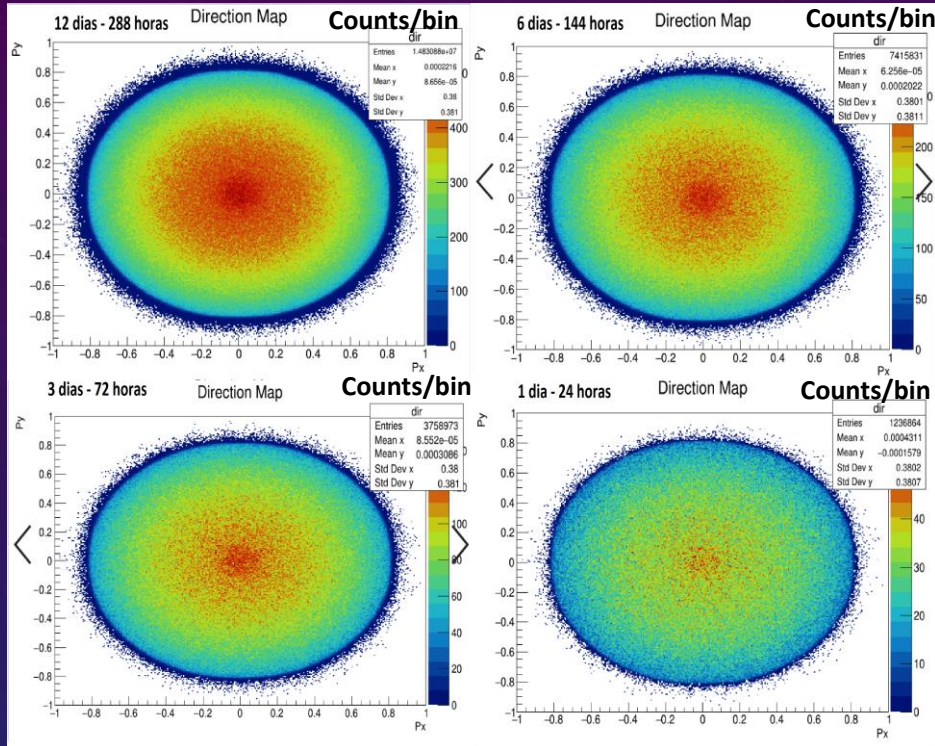 12 dias - 288 horas
Direction Map
Counts/bin
dir
Entries 1.483088e+07
Mean x 0.0002216
Mean y 8.656e-05
Std Dev x 0.38
Std Dev y 0.381
Py
1
0.8
0.6
0.4
0.2
0
-0.2
-0.4
-0.6
-0.8
-1
-1 -0.8 -0.6 -0.4 -0.2 0 0.2 0.4 0.6 0.8 1
Px
400
300
200
100
0
6 dias - 144 horas
Direction Map
Counts/bin
dir
Entries 7415831
Mean x 6.256e-05
Mean y 0.0002022
Std Dev x 0.3801
Std Dev y 0.3811
Py
1
0.8
0.6
0.4
0.2
0
-0.2
-0.4
-0.6
-0.8
-1
-1 -0.8 -0.6 -0.4 -0.2 0 0.2 0.4 0.6 0.8 1
Px
200
150
100
50
0
3 dias - 72 horas
Direction Map
Counts/bin
dir
Entries 3758973
Mean x 8.552e-05
Mean y 0.0003086
Std Dev x 0.38
Std Dev y 0.381
Py
1
0.8
0.6
0.4
0.2
0
-0.2
-0.4
-0.6
-0.8
-1
-1 -0.8 -0.6 -0.4 -0.2 0 0.2 0.4 0.6 0.8 1
Px
100
80
60
40
20
0
1 dia - 24 horas
Direction Map
Counts/bin
dir
Entries 1236864
Mean x 0.0004311
Mean y -0.0001579
Std Dev x 0.3802
Std Dev y 0.3807
Py
1
0.8
0.6
0.4
0.2
0
-0.2
-0.4
-0.6
-0.8
-1
-1 -0.8 -0.6 -0.4 -0.2 0 0.2 0.4 0.6 0.8 1
Px
40
30
20
10
0